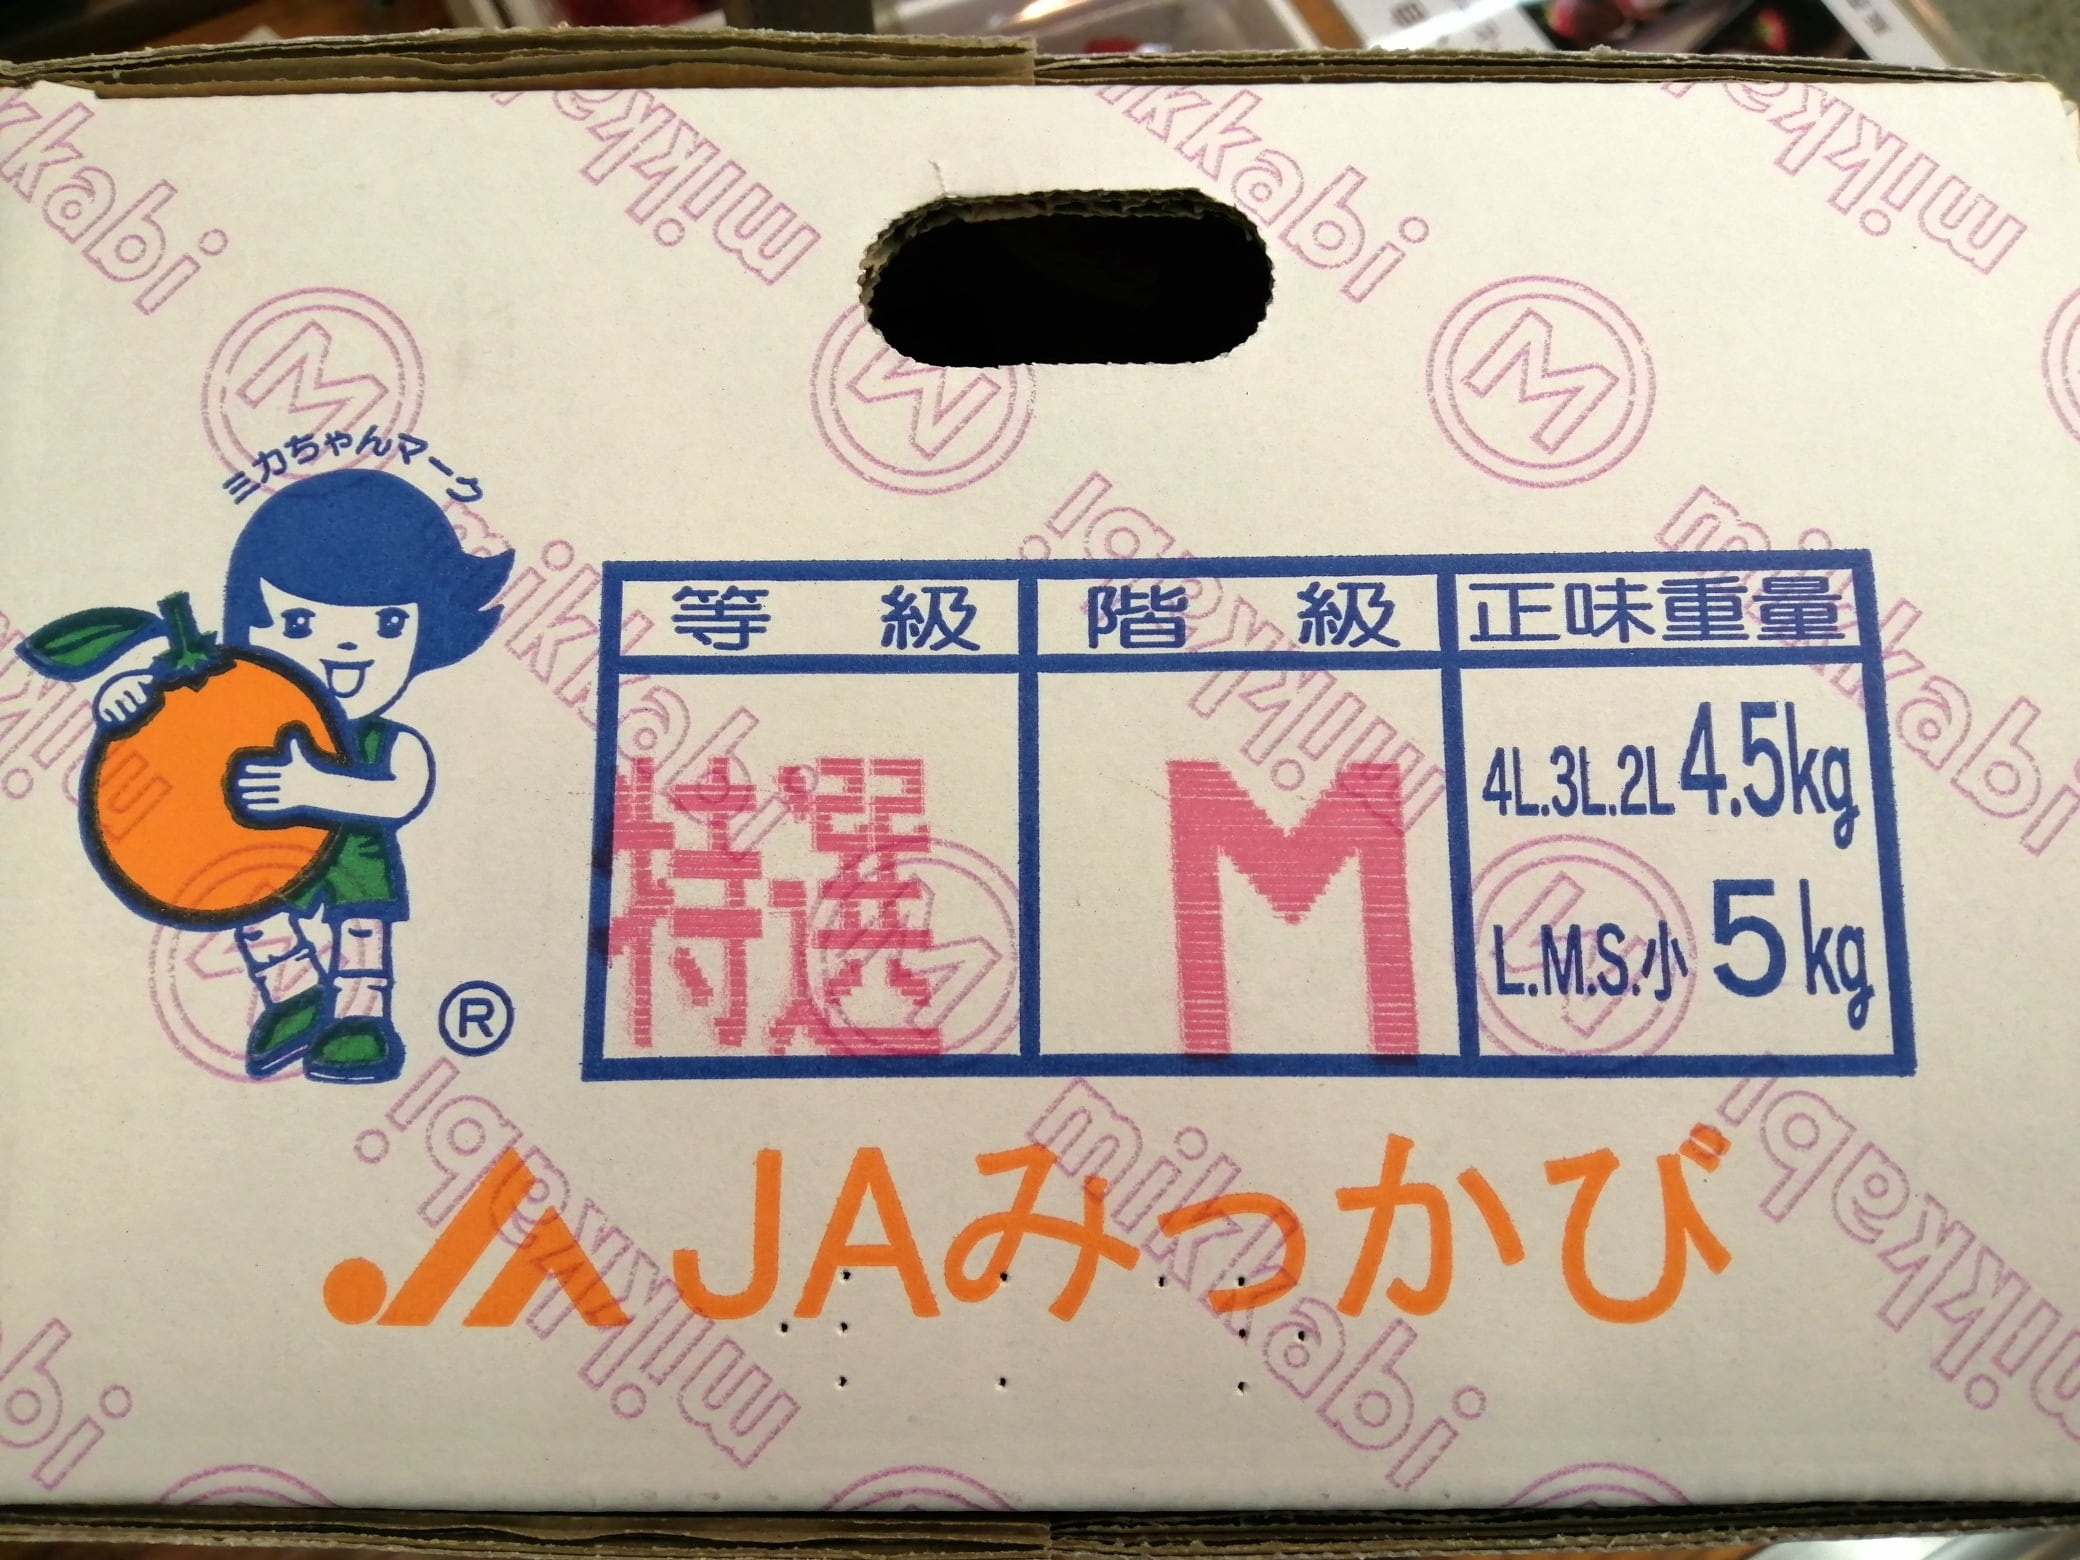 mikkabi
ミカちゃんマーク
等級 階級 正味重量
特選 M 4L.3L.2L 4.5kg
L.M.S.小 5kg
®
JAみっかび